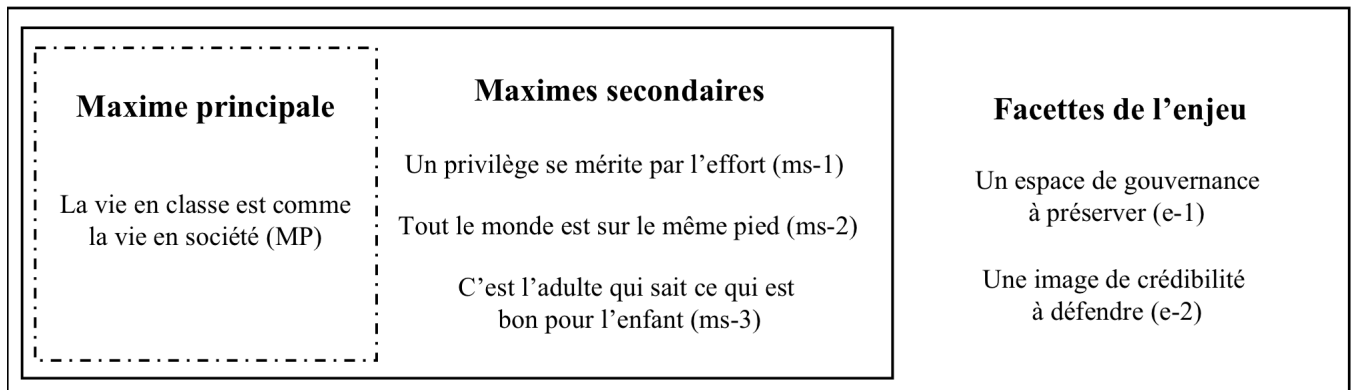 Maxime principale
La vie en classe est comme
la vie en société (MP)
Maximes secondaires
Un privilège se mérite par l’effort (ms-1)
Tout le monde est sur le même pied (ms-2)
C’est l’adulte qui sait ce qui est
bon pour l’enfant (ms-3)
Facettes de l’enjeu
Un espace de gouvernance
à préserver (e-1)
Une image de crédibilité
à défendre (e-2)